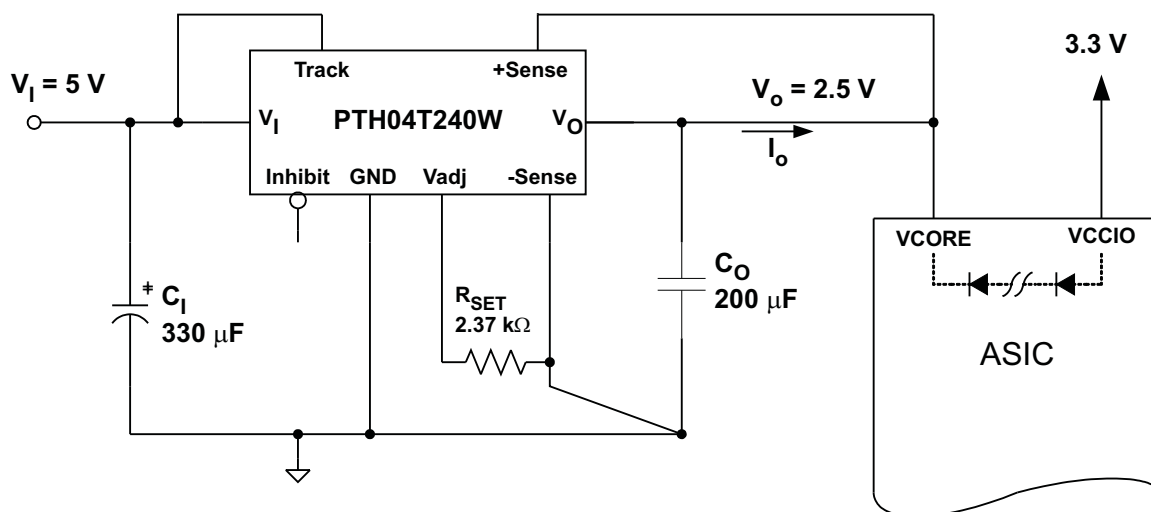 3.3 V
Track
+Sense
V_I = 5 V
V_o = 2.5 V
V_I
PTH04T240W
V_O
I_o
Inhibit
GND
Vadj
-Sense
VCORE
VCCIO
C_O
200 μF
‡ C_I
330 μF
R_SET
2.37 kΩ
ASIC